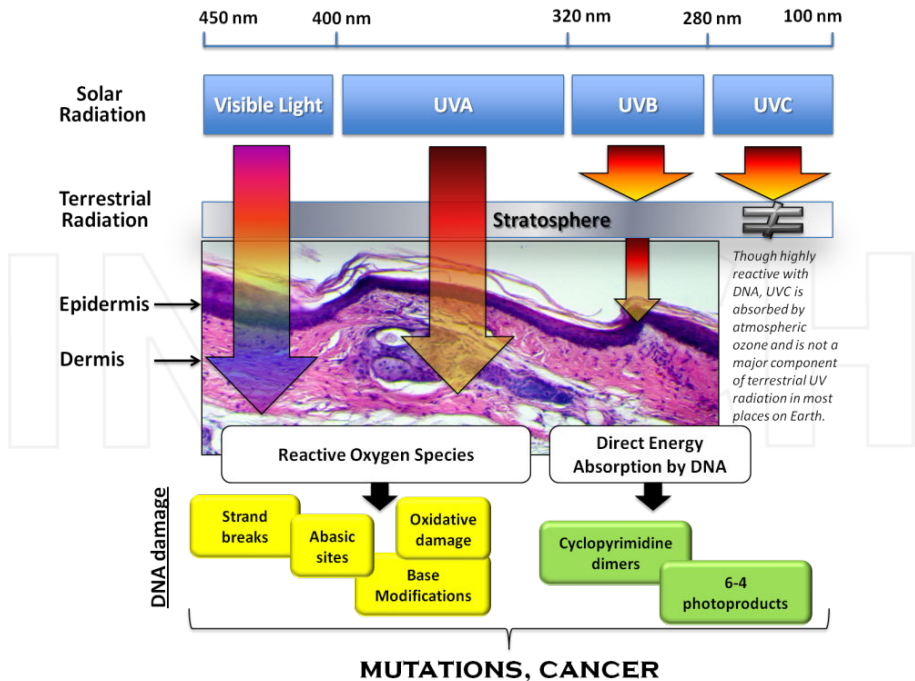 450 nm 400 nm 320 nm 280 nm 100 nm
Solar
Radiation
Visible Light
UVA
UVB
UVC
Terrestrial
Radiation
Stratosphere
Though highly
reactive with
DNA, UVC is
absorbed by
atmospheric
ozone and is not a
major component
of terrestrial UV
radiation in most
places on Earth.
Epidermis
Dermis
Reactive Oxygen Species
Direct Energy
Absorption by DNA
DNA damage
Strand
breaks
Abasic
sites
Oxidative
damage
Base
Modifications
Cyclopyrimidine
dimers
6-4
photoproducts
MUTATIONS, CANCER